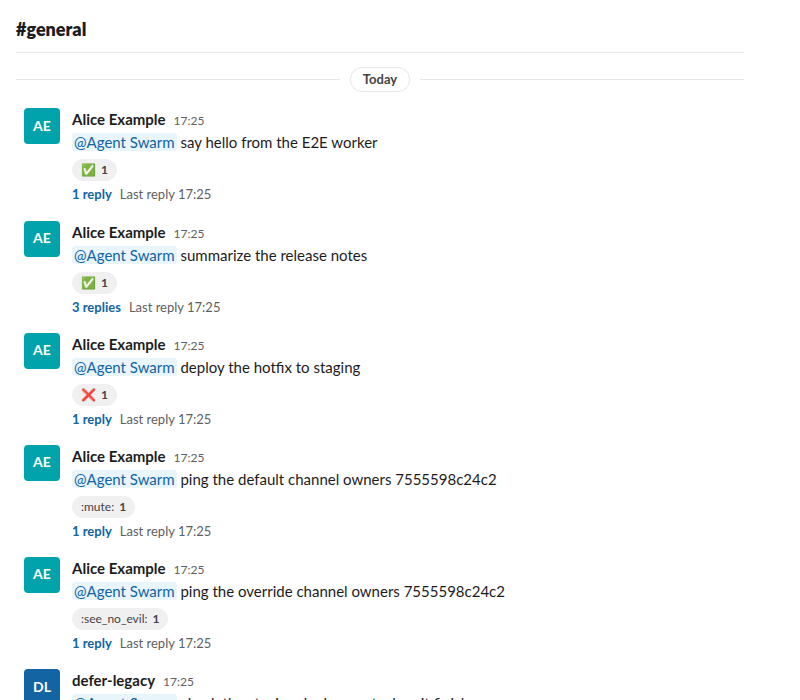 #general
Today
AE
Alice Example 17:25
@Agent Swarm say hello from the E2E worker
✅ 1
1 reply Last reply 17:25
AE
Alice Example 17:25
@Agent Swarm summarize the release notes
✅ 1
3 replies Last reply 17:25
AE
Alice Example 17:25
@Agent Swarm deploy the hotfix to staging
❌ 1
1 reply Last reply 17:25
AE
Alice Example 17:25
@Agent Swarm ping the default channel owners 7555598c24c2
:mute: 1
1 reply Last reply 17:25
AE
Alice Example 17:25
@Agent Swarm ping the override channel owners 7555598c24c2
:see_no_evil: 1
1 reply Last reply 17:25
DL
defer-legacy 17:25